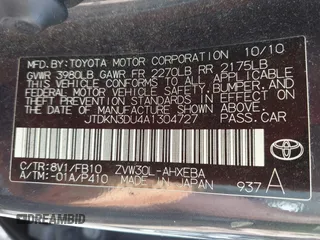 MFD.BY:TOYOTA MOTOR CORPORATION 10/10
GVWR 3980LB GAWR FR 2270LB RR 2175LB
THIS VEHICLE CONFORMS TO ALL APPLICABLE
FEDERAL MOTOR VEHICLE SAFETY, BUMPER, AND
THEFT PREVENTION STANDARDS IN EFFECT ON
THE DATE OF MANUFACTURE SHOWN ABOVE.
JTDKN3DU4A1304727 PASS.CAR
TOYOTA
C/TR:8V1/FB10 ZVW30L-AHXEBA
A/TM:-01A/P410 MADE IN JAPAN 937 A